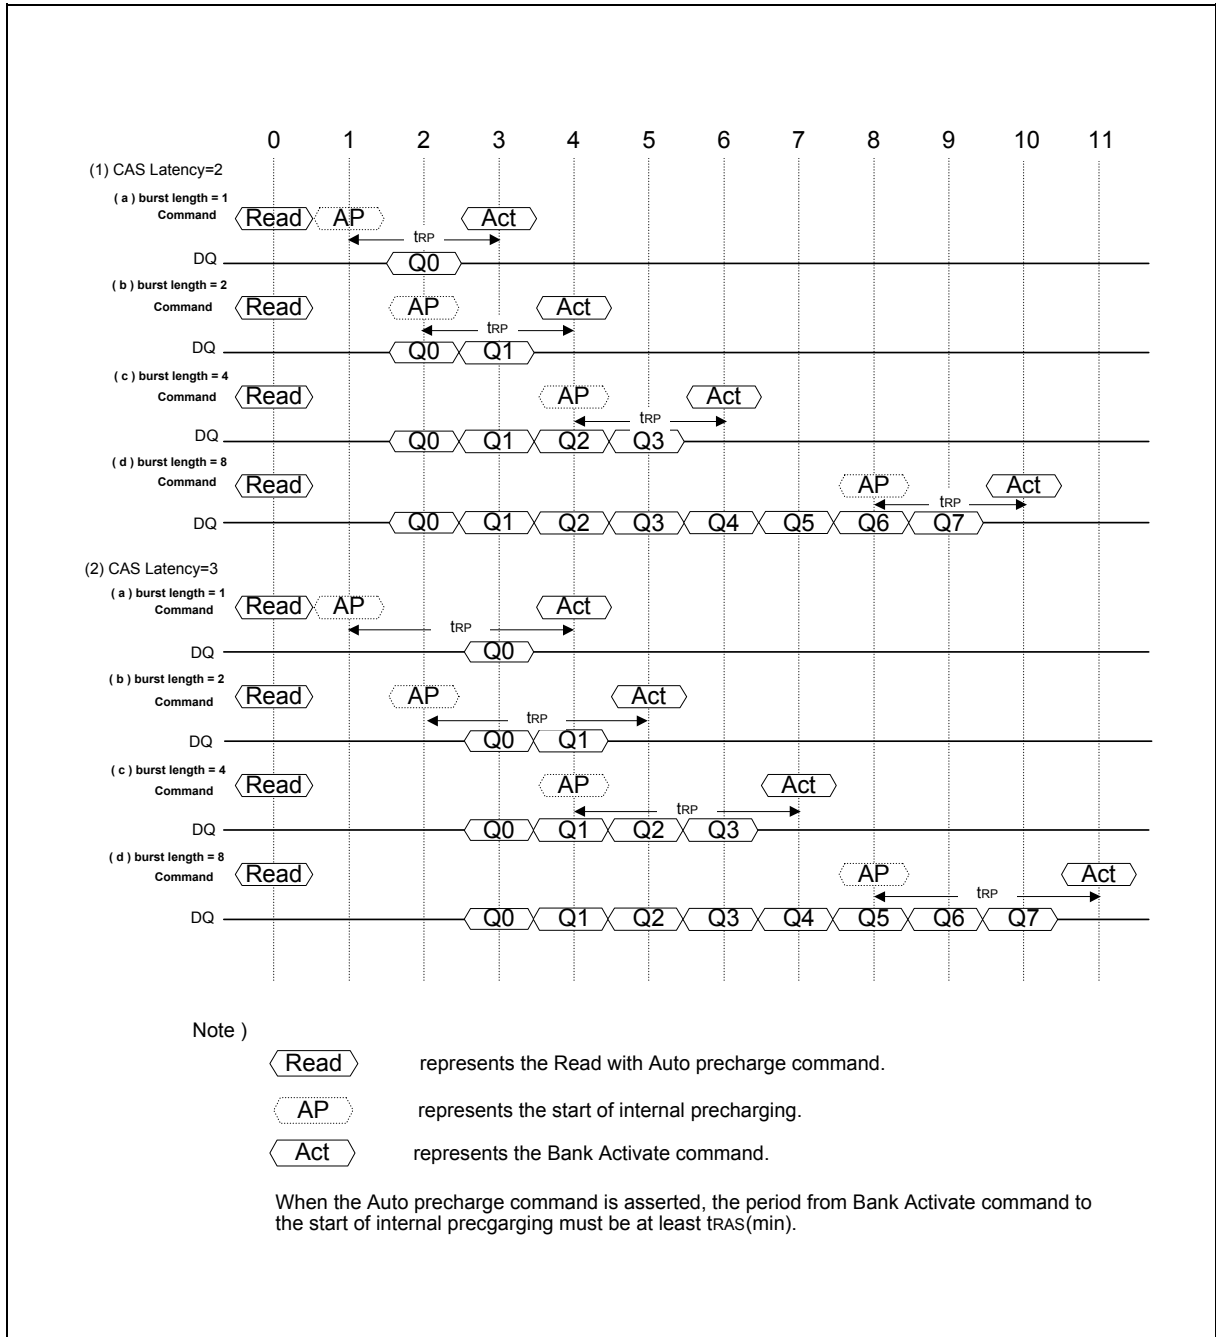 0 1 2 3 4 5 6 7 8 9 10 11
(1) CAS Latency=2
( a ) burst length = 1
Command Read AP Act
tRP
DQ Q0
( b ) burst length = 2
Command Read AP Act
tRP
DQ Q0 Q1
( c ) burst length = 4
Command Read AP Act
tRP
DQ Q0 Q1 Q2 Q3
( d ) burst length = 8
Command Read AP Act
tRP
DQ Q0 Q1 Q2 Q3 Q4 Q5 Q6 Q7
(2) CAS Latency=3
( a ) burst length = 1
Command Read AP Act
tRP
DQ Q0
( b ) burst length = 2
Command Read AP Act
tRP
DQ Q0 Q1
( c ) burst length = 4
Command Read AP Act
tRP
DQ Q0 Q1 Q2 Q3
( d ) burst length = 8
Command Read AP Act
tRP
DQ Q0 Q1 Q2 Q3 Q4 Q5 Q6 Q7
Note )
Read represents the Read with Auto precharge command.
AP represents the start of internal precharging.
Act represents the Bank Activate command.
When the Auto precharge command is asserted, the period from Bank Activate command to
the start of internal precgarging must be at least tRAS(min).